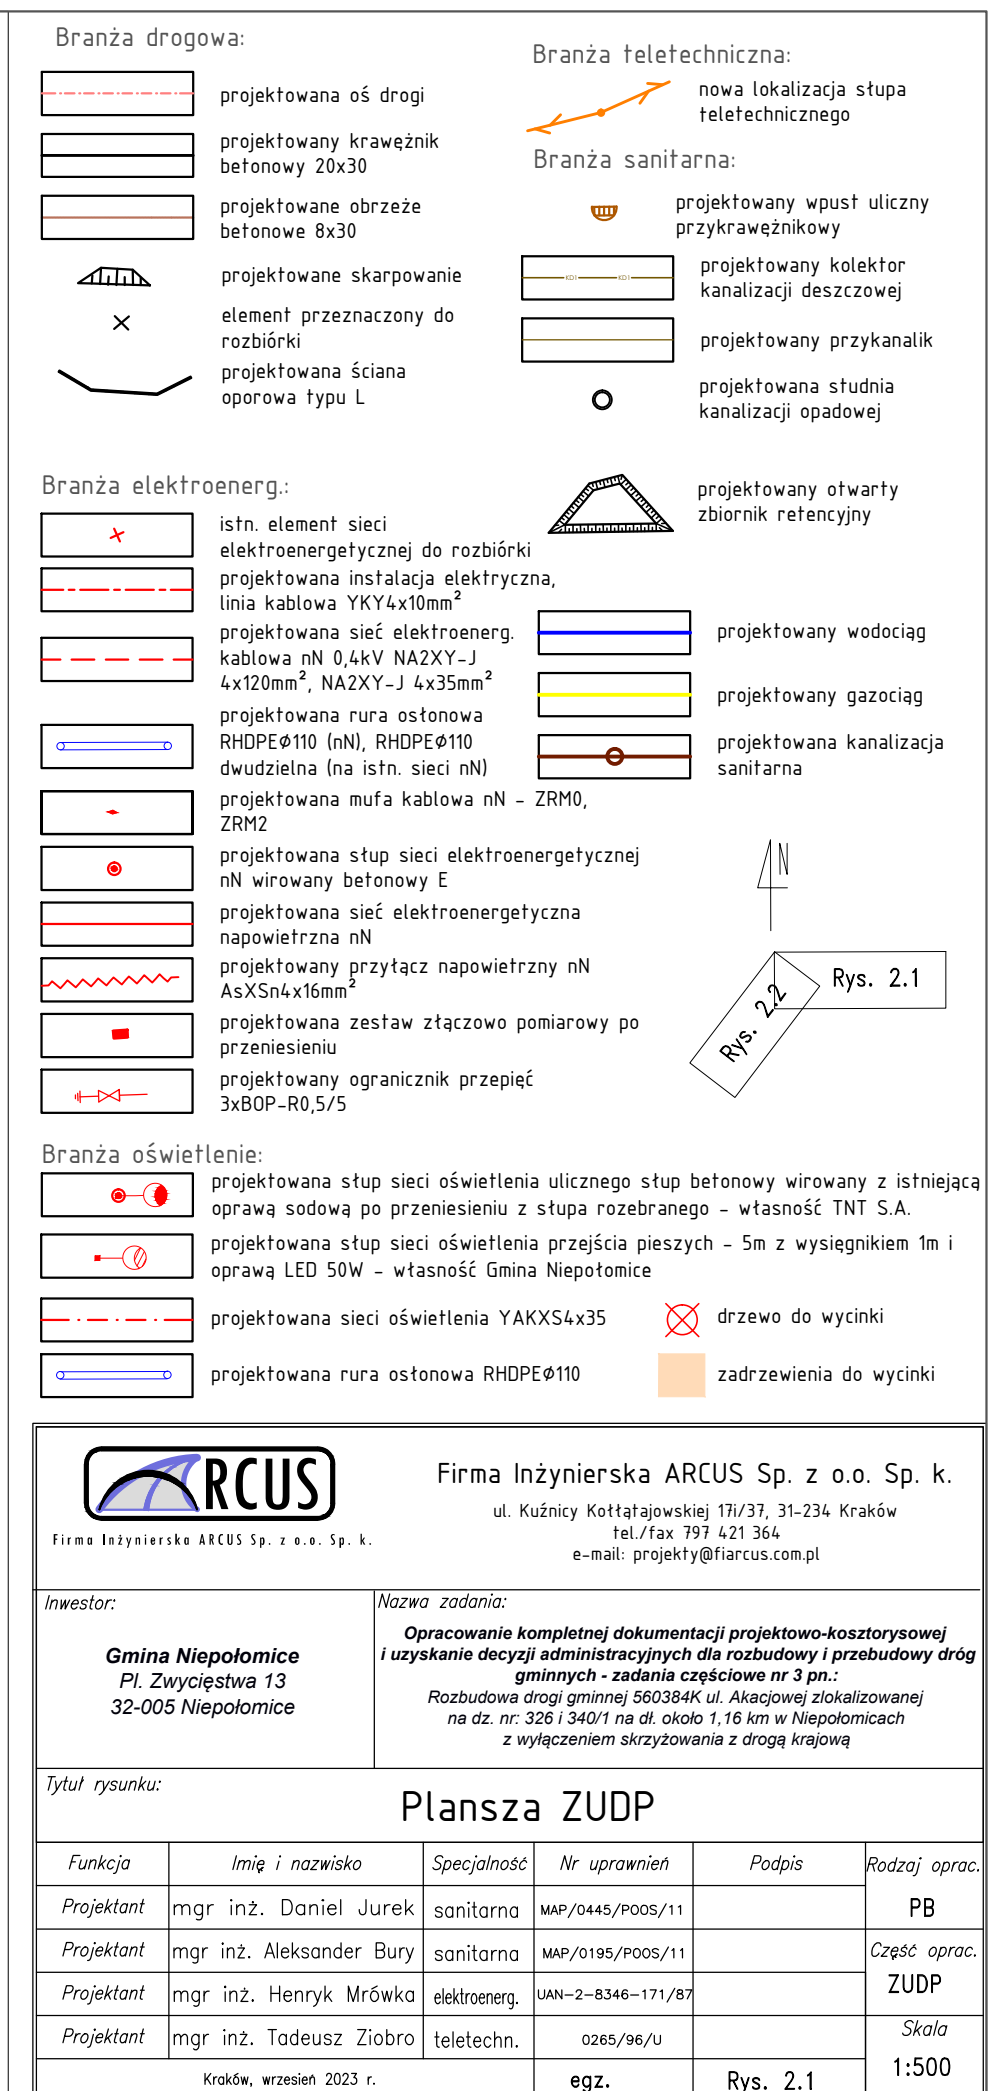 Branża drogowa:
projektowana oś drogi
projektowany krawężnik
betonowy 20x30
projektowane obrzeże
betonowe 8x30
projektowane skarpowanie
element przeznaczony do
rozbiórki
projektowana ściana
oporowa typu L
Branża teletechniczna:
nowa lokalizacja słupa
teletechnicznego
Branża sanitarna:
projektowany wpust uliczny
przykrawężnikowy
KD1 KD1
projektowany kolektor
kanalizacji deszczowej
projektowany przykanalik
projektowana studnia
kanalizacji opadowej
projektowany otwarty
zbiornik retencyjny
Branża elektroenerg.:
istn. element sieci
elektroenergetycznej do rozbiórki
projektowana instalacja elektryczna,
linia kablowa YKY4x10mm²
projektowana sieć elektroenerg.
kablowa nN 0,4kV NA2XY-J
4x120mm², NA2XY-J 4x35mm²
projektowana rura osłonowa
RHDPEØ110 (nN), RHDPEØ110
dwudzielna (na istn. sieci nN)
projektowana mufa kablowa nN - ZRM0,
ZRM2
projektowana słup sieci elektroenergetycznej
nN wirowany betonowy E
projektowana sieć elektroenergetyczna
napowietrzna nN
projektowany przyłącz napowietrzny nN
AsXSn4x16mm²
projektowana zestaw złączowo pomiarowy po
przeniesieniu
projektowany ogranicznik przepięć
3xBOP-R0,5/5
projektowany wodociąg
projektowany gazociąg
projektowana kanalizacja
sanitarna
N
Rys. 2.1
Rys. 2.2
Branża oświetlenie:
projektowana słup sieci oświetlenia ulicznego słup betonowy wirowany z istniejącą
oprawą sodową po przeniesieniu z słupa rozebranego - własność TNT S.A.
projektowana słup sieci oświetlenia przejścia pieszych - 5m z wysięgnikiem 1m i
oprawą LED 50W - własność Gmina Niepołomice
projektowana sieci oświetlenia YAKXS4x35
projektowana rura osłonowa RHDPEØ110
drzewo do wycinki
zadrzewienia do wycinki
ARCUS
Firma Inżynierska ARCUS Sp. z o.o. Sp. k.
Firma Inżynierska ARCUS Sp. z o.o. Sp. k.
ul. Kuźnicy Kołłątajowskiej 17i/37, 31-234 Kraków
tel./fax 797 421 364
e-mail: projekty@fiarcus.com.pl
Inwestor:
Gmina Niepołomice
Pl. Zwycięstwa 13
32-005 Niepołomice
Nazwa zadania:
Opracowanie kompletnej dokumentacji projektowo-kosztorysowej
i uzyskanie decyzji administracyjnych dla rozbudowy i przebudowy dróg
gminnych - zadania częściowe nr 3 pn.:
Rozbudowa drogi gminnej 560384K ul. Akacjowej zlokalizowanej
na dz. nr: 326 i 340/1 na dł. około 1,16 km w Niepołomicach
z wyłączeniem skrzyżowania z drogą krajową
Tytuł rysunku:
Plansza ZUDP
Funkcja Imię i nazwisko Specjalność Nr uprawnień Podpis Rodzaj oprac.
Projektant mgr inż. Daniel Jurek sanitarna MAP/0445/POOS/11 PB
Projektant mgr inż. Aleksander Bury sanitarna MAP/0195/POOS/11 Część oprac.
Projektant mgr inż. Henryk Mrówka elektroenerg. UAN-2-8346-171/87 ZUDP
Projektant mgr inż. Tadeusz Ziobro teletechn. 0265/96/U Skala
Kraków, wrzesień 2023 r. egz. Rys. 2.1 1:500